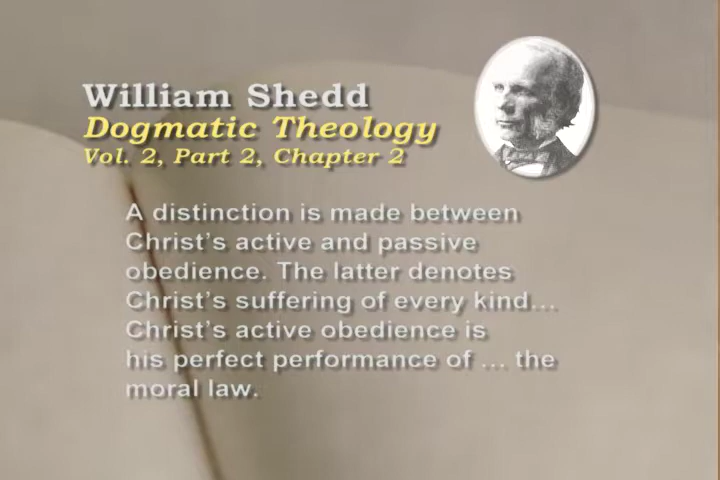 William Shedd
Dogmatic Theology
Vol. 2, Part 2, Chapter 2
A distinction is made between
Christ’s active and passive
obedience. The latter denotes
Christ’s suffering of every kind…
Christ’s active obedience is
his perfect performance of … the
moral law.